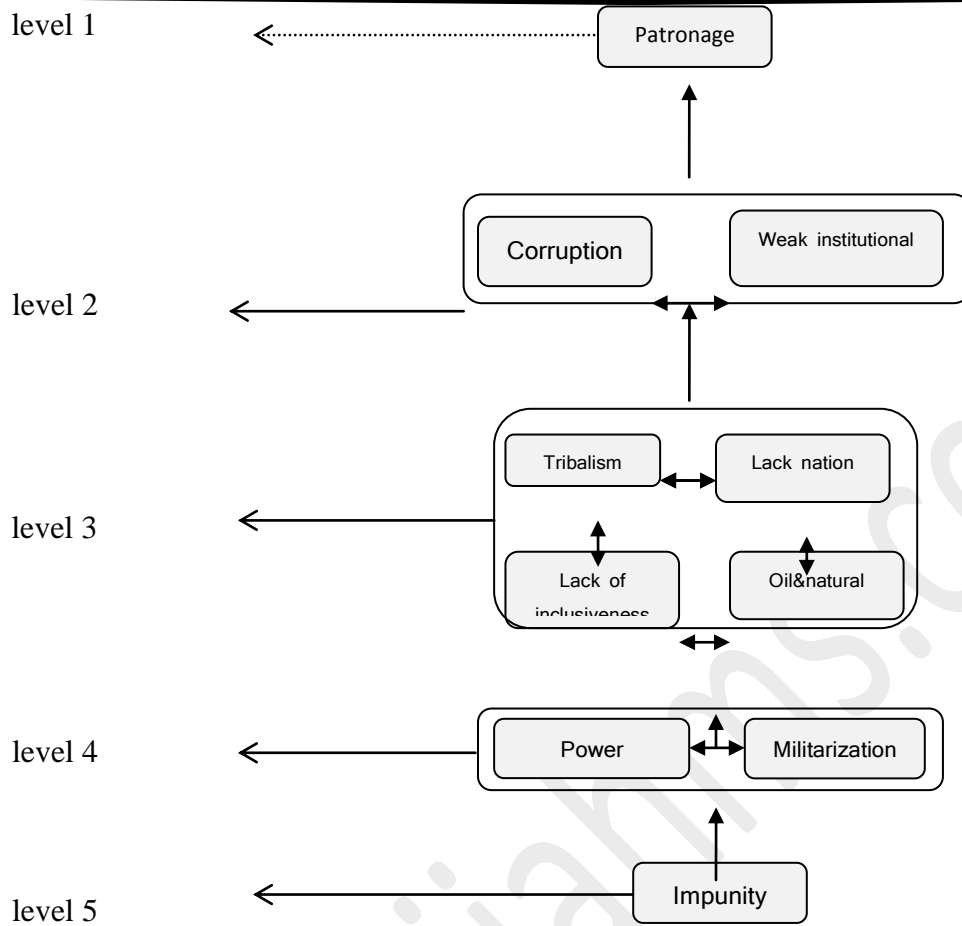 level 1
Patronage
Corruption
Weak institutional
level 2
Tribalism
Lack nation
level 3
Lack of
inclusiveness
Oil&natural
level 4
Power
Militarization
level 5
Impunity